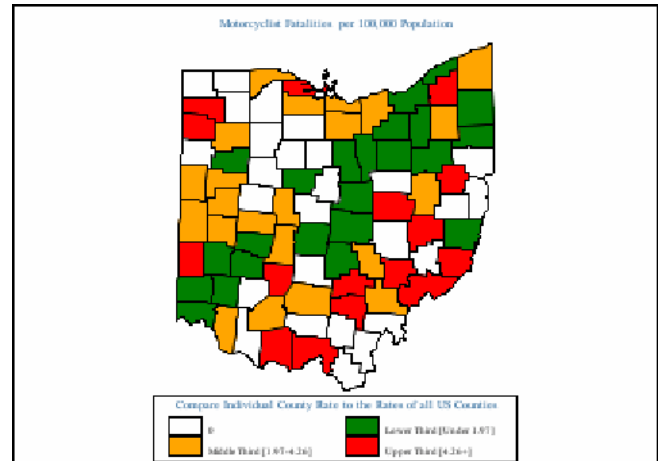 Motorcyclist Fatalities per 100,000 Population
Compare Individual County Rate to the Rates of all US Counties
0
Lower Third [Under 1.97]
Middle Third [1.97-4.26]
Upper Third [4.26+]